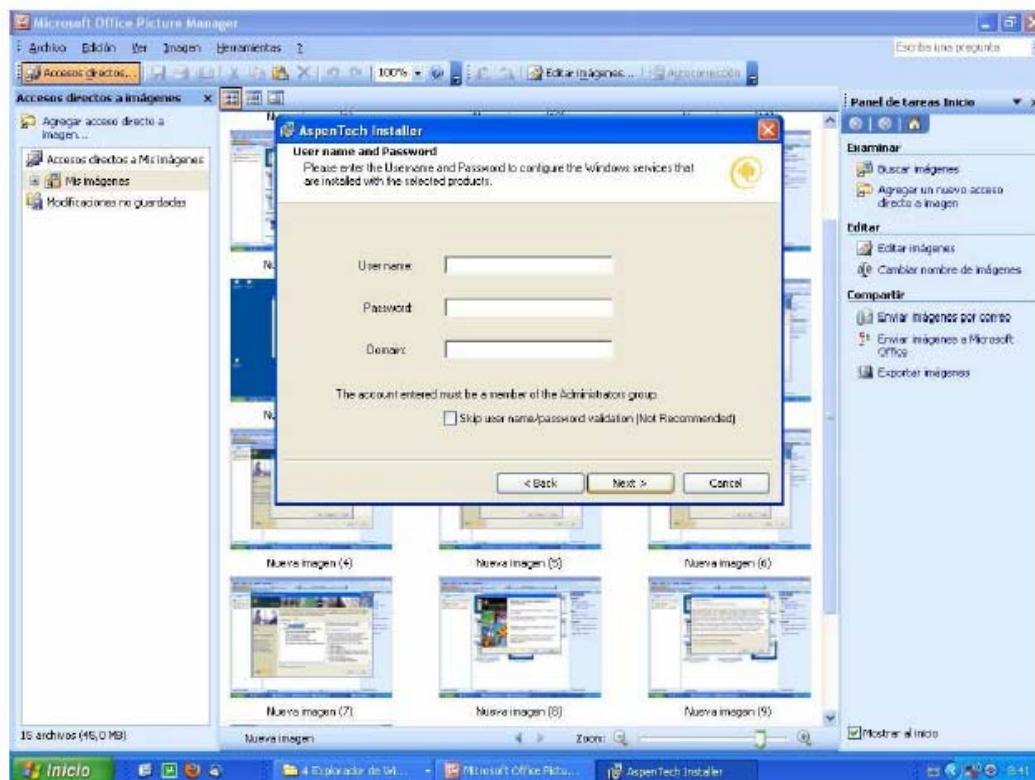 Microsoft Office Picture Manager
Archivo Edición Ver Imagen Herramientas ?
Escriba una pregunta
Accesos directos...
100%
Editar imágenes...
Autocorrección
Accesos directos a imágenes
Agregar acceso directo a imagen...
Accesos directos a Mis imágenes
Mis imágenes
Modificaciones no guardadas
AspenTech Installer
User name and Password
Please enter the Username and Password to configure the Windows services that
are installed with the selected products.
User name:
Password:
Domain:
The account entered must be a member of the Administrators group
Skip user name/password validation (Not Recommended)
< Back
Next >
Cancel
Nueva imagen (4)
Nueva imagen (5)
Nueva imagen (6)
Nueva imagen (7)
Nueva imagen (8)
Nueva imagen (9)
Panel de tareas Inicio
Examinar
Buscar imágenes
Agregar un nuevo acceso
directo a imagen
Editar
Editar imágenes
Cambiar nombre de imágenes
Compartir
Enviar imágenes por correo
Enviar imágenes a Microsoft
Office
Exportar imágenes
15 archivos (45,0 MB)
Nueva imagen
Zoom:
Mostrar al inicio
Inicio
4 Explorador de Wi...
Microsoft Office Pictu...
AspenTech Installer